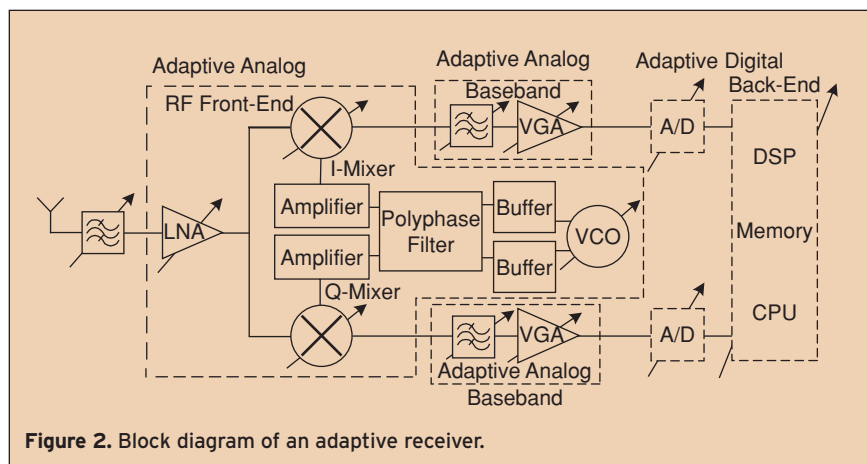 Adaptive Analog
RF Front-End
Adaptive Analog
Baseband
Adaptive Digital
Back-End
VGA
A/D
DSP
I-Mixer
Amplifier
Polyphase
Filter
Buffer
LNA
VCO
Memory
Amplifier
Buffer
Q-Mixer
VGA
A/D
CPU
Adaptive Analog
Baseband
Figure 2. Block diagram of an adaptive receiver.